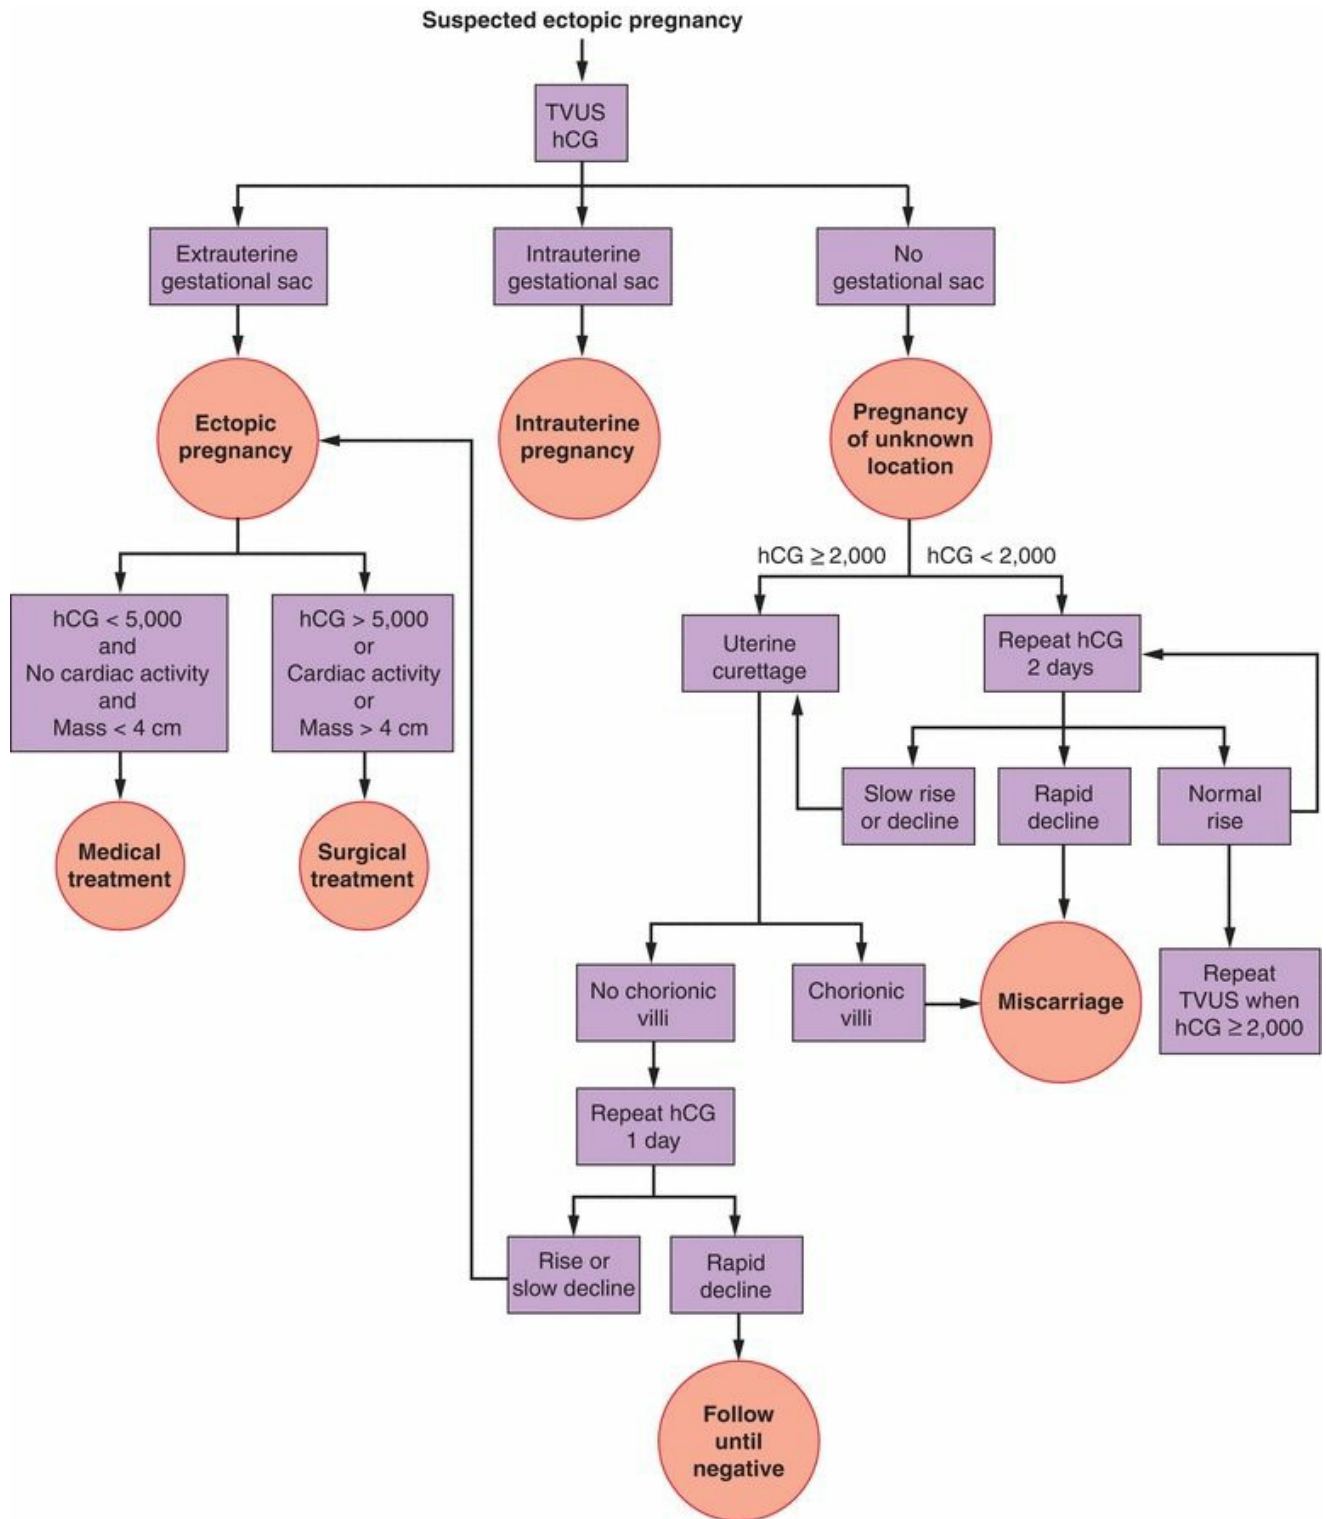 Suspected ectopic pregnancy
TVUS
hCG
Extrauterine
gestational sac
Intrauterine
gestational sac
No
gestational sac
Ectopic
pregnancy
Intrauterine
pregnancy
Pregnancy
of unknown
location
hCG ≥ 2,000
hCG < 2,000
hCG < 5,000
and
No cardiac activity
and
Mass < 4 cm
hCG > 5,000
or
Cardiac activity
or
Mass > 4 cm
Uterine
curettage
Repeat hCG
2 days
Slow rise
or decline
Rapid
decline
Normal
rise
Medical
treatment
Surgical
treatment
No chorionic
villi
Chorionic
villi
Miscarriage
Repeat
TVUS when
hCG ≥ 2,000
Repeat hCG
1 day
Rise or
slow decline
Rapid
decline
Follow
until
negative